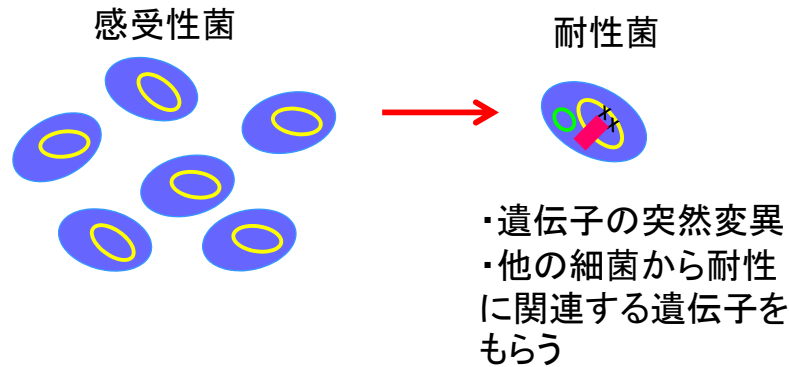 感受性菌
耐性菌
・遺伝子の突然変異
・他の細菌から耐性
に関連する遺伝子を
もらう